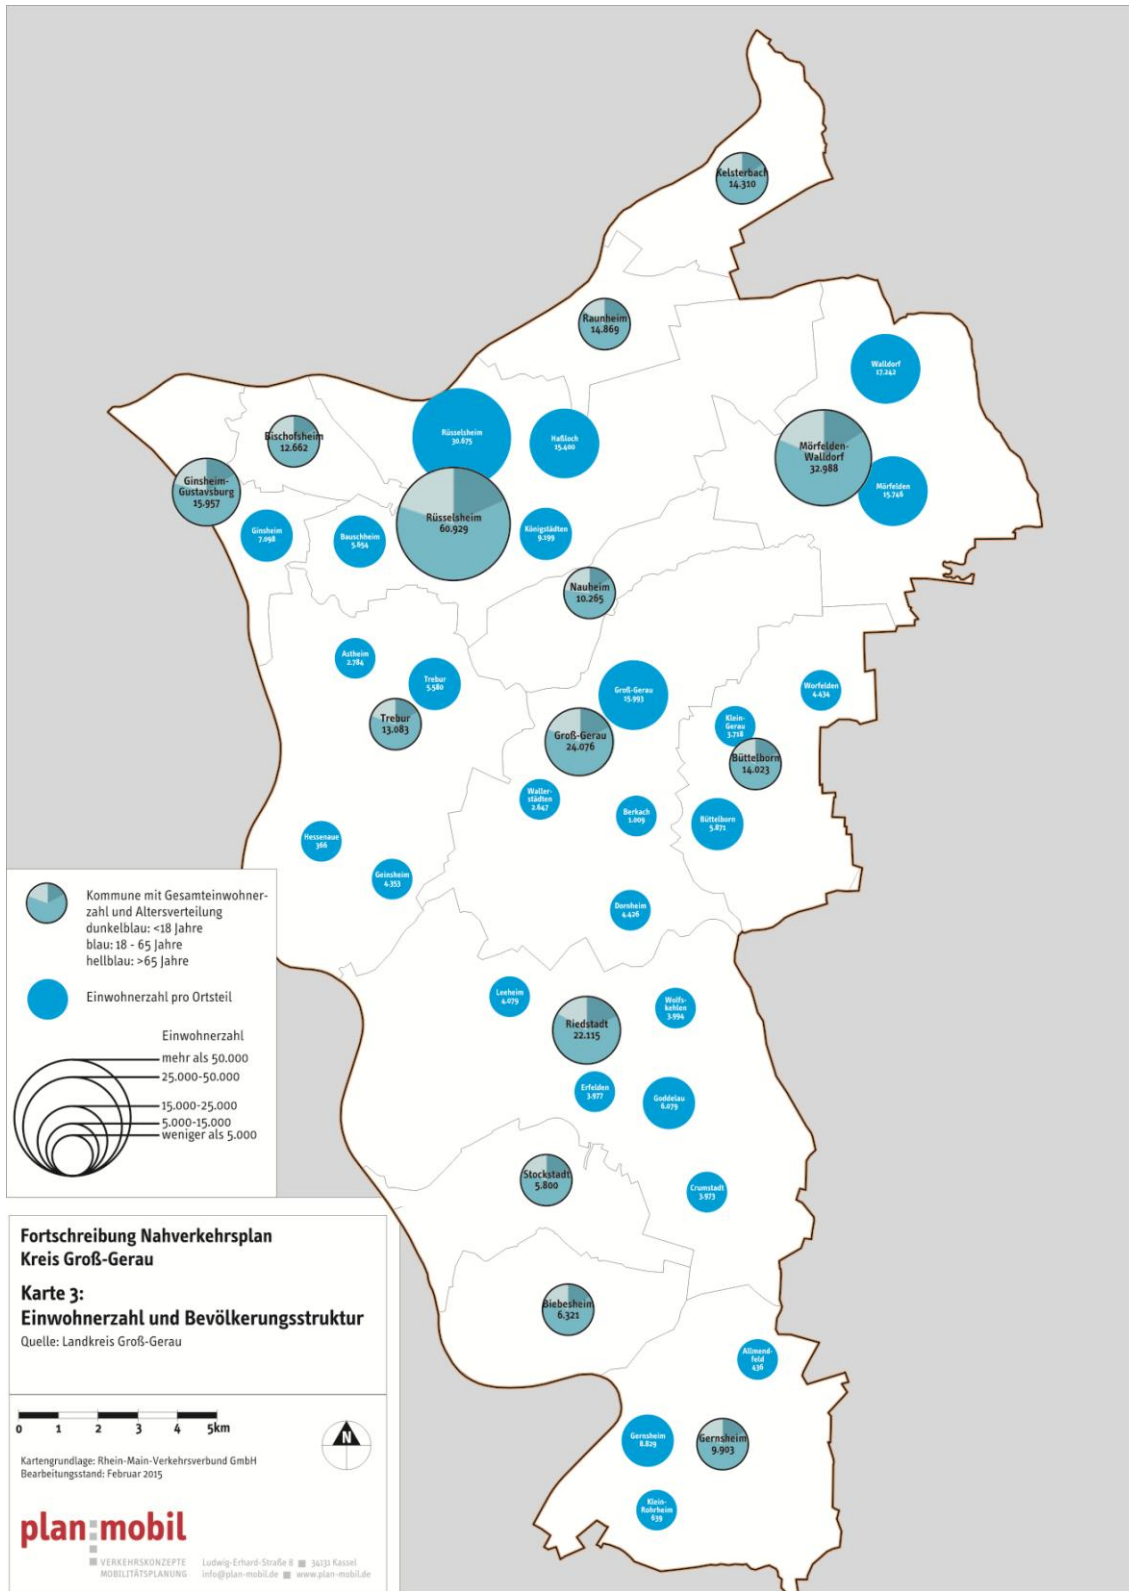 Kelsterbach
14.310
Raunheim
14.869
Walldorf
17.242
Rüsselsheim
30.675
Haßloch
15.400
Bischofsheim
12.662
Mörfelden-
Walldorf
32.988
Ginsheim-
Gustavsburg
15.957
Mörfelden
15.746
Rüsselsheim
60.929
Ginsheim
7.098
Bauschheim
5.654
Königstädten
9.199
Nauheim
10.265
Astheim
2.784
Trebur
5.580
Groß-Gerau
15.993
Worfelden
4.434
Trebur
13.083
Klein-
Gerau
3.718
Groß-Gerau
24.076
Büttelborn
14.023
Waller-
städten
2.647
Berkach
1.009
Büttelborn
5.871
Hessenaue
366
Geinsheim
4.353
Dornheim
4.426
Kommune mit Gesamteinwohner-
zahl und Altersverteilung
dunkelblau: <18 Jahre
blau: 18 - 65 Jahre
hellblau: >65 Jahre
Einwohnerzahl pro Ortsteil
Einwohnerzahl
mehr als 50.000
25.000-50.000
15.000-25.000
5.000-15.000
weniger als 5.000
Leeheim
4.079
Wolfs-
kehlen
3.994
Riedstadt
22.115
Erfelden
3.977
Goddelau
6.079
Stockstadt
5.800
Crumstadt
3.973
Biebesheim
6.321
Allmend-
feld
436
Gernsheim
8.829
Gernsheim
9.903
Klein-
Rohrheim
639
Fortschreibung Nahverkehrsplan
Kreis Groß-Gerau
Karte 3:
Einwohnerzahl und Bevölkerungsstruktur
Quelle: Landkreis Groß-Gerau
0 1 2 3 4 5km
N
Kartengrundlage: Rhein-Main-Verkehrsverbund GmbH
Bearbeitungsstand: Februar 2015
plan:mobil
VERKEHRSKONZEPTE Ludwig-Erhard-Straße 8 34131 Kassel
MOBILITÄTSPLANUNG info@plan-mobil.de www.plan-mobil.de